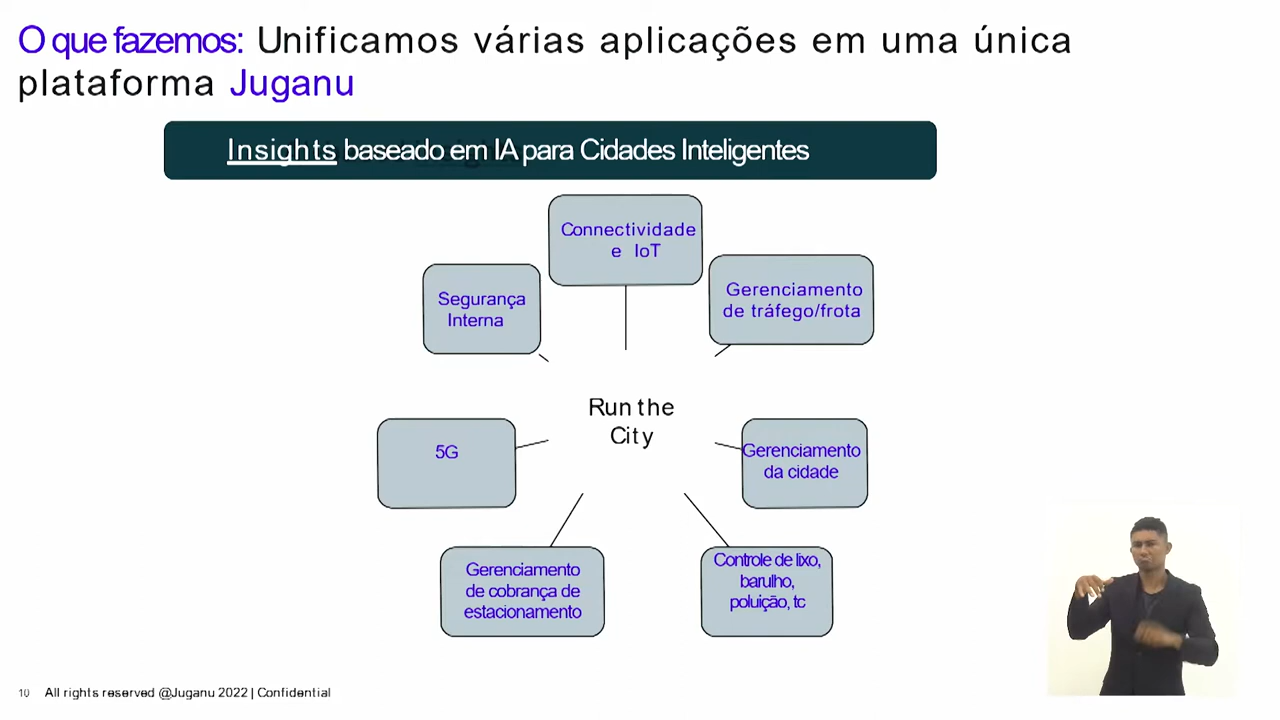 O que fazemos: Unificamos várias aplicações em uma única
plataforma Juganu
Insights baseado em IA para Cidades Inteligentes
Connectividade
e IoT
Segurança
Interna
Gerenciamento
de tráfego/frota
Run the
City
5G
Gerenciamento
da cidade
Gerenciamento
de cobrança de
estacionamento
Controle de lixo,
barulho,
poluição, tc
10 All rights reserved @Juganu 2022 | Confidential